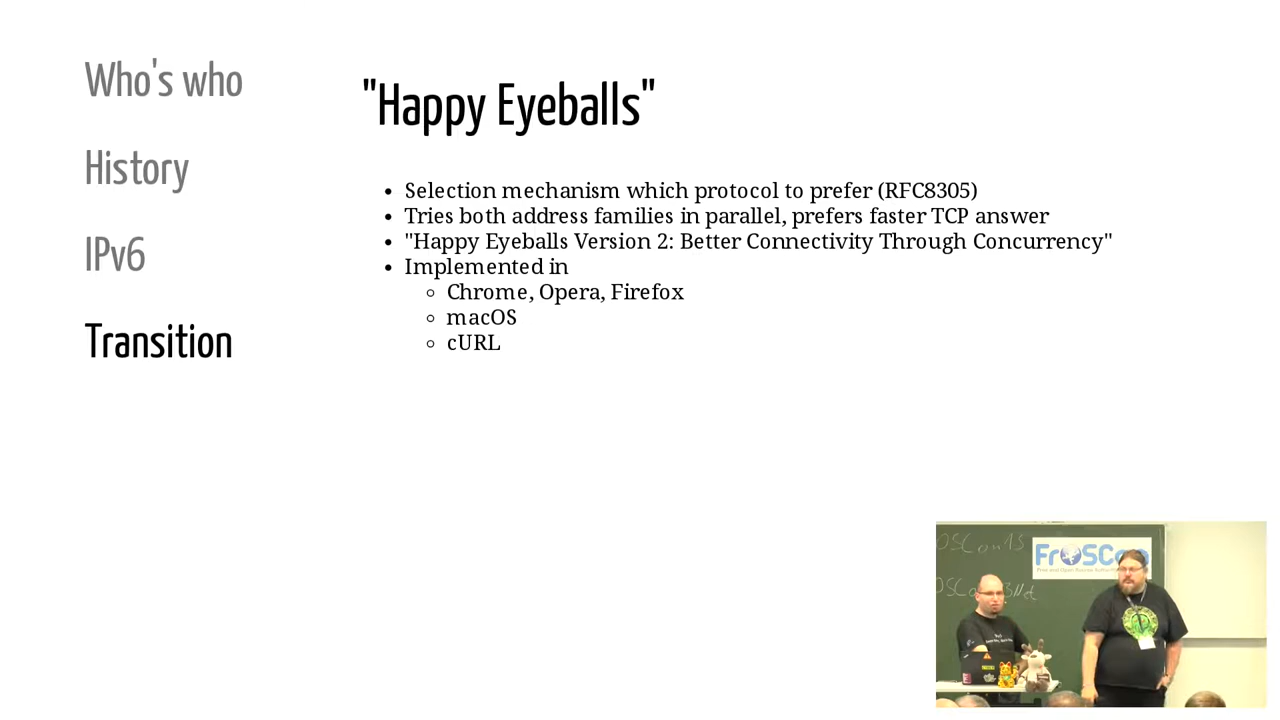 Who's who
History
IPv6
Transition
"Happy Eyeballs"
Selection mechanism which protocol to prefer (RFC8305)
Tries both address families in parallel, prefers faster TCP answer
"Happy Eyeballs Version 2: Better Connectivity Through Concurrency"
Implemented in
Chrome, Opera, Firefox
macOS
cURL